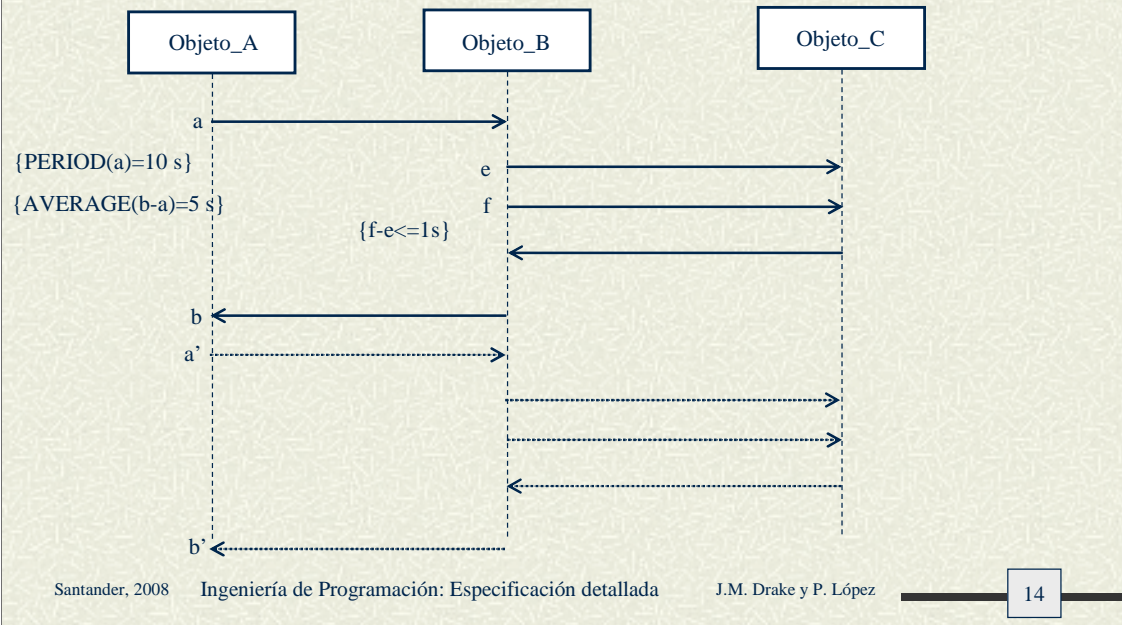 Objeto_A
Objeto_B
Objeto_C
a
{PERIOD(a)=10 s}
e
{AVERAGE(b-a)=5 s}
f
{f-e<=1s}
b
a’
b’
Santander, 2008
Ingeniería de Programación: Especificación detallada
J.M. Drake y P. López
14